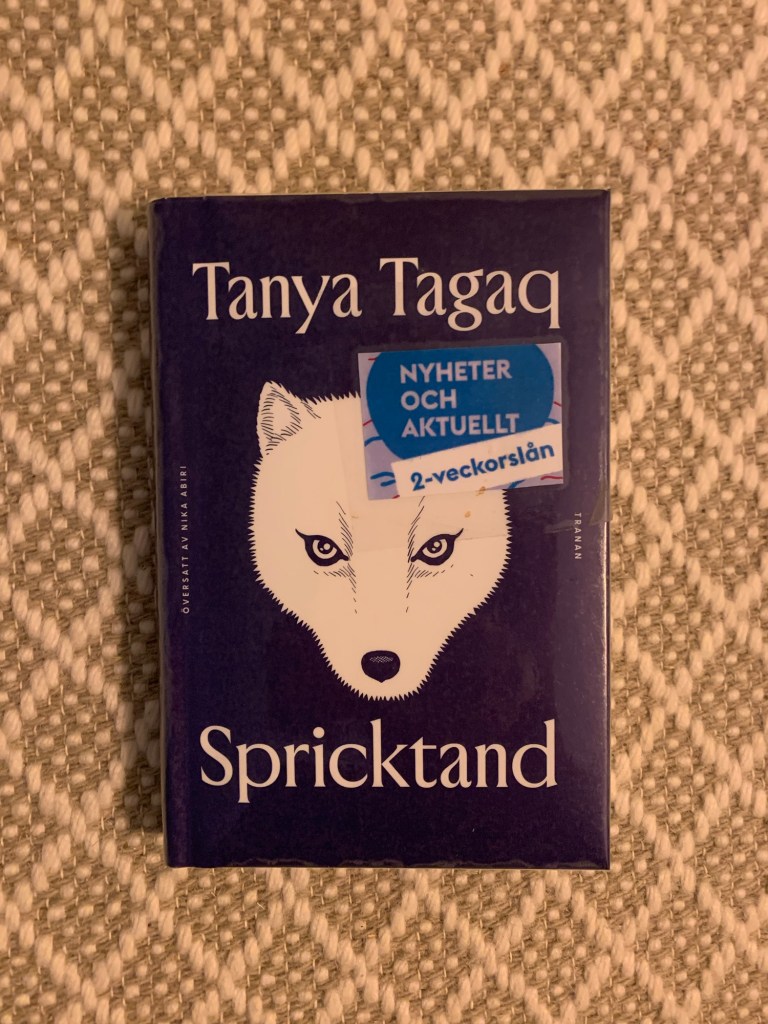 Tanya Tagaq
NYHETER
OCH
AKTUELLT
2-veckorslån
ÖVERSATT AV NIKA ABIRI
TRANAN
Spricktand